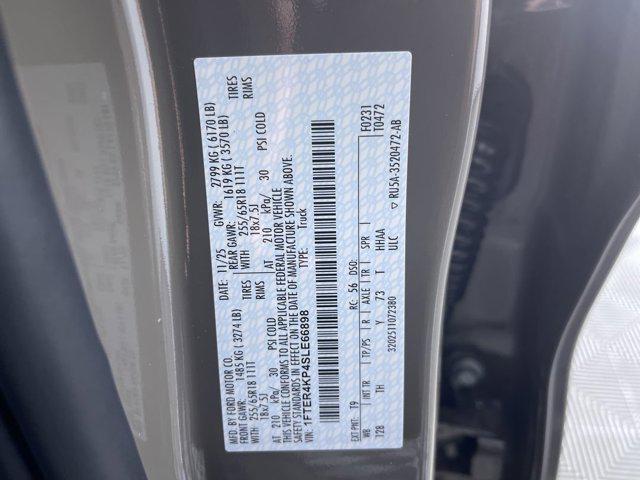 MFD. BY FORD MOTOR CO.
DATE: 11/25 GVWR: 2799 KG ( 6170 LB)
FRONT GAWR: 1485 KG ( 3274 LB) REAR GAWR: 1619 KG ( 3570 LB)
255/65R18 111T TIRES WITH 255/65R18 111T TIRES
18x7.5J RIMS 18x7.5J RIMS
AT 210 kPa/ 30 PSI COLD AT 210 kPa/ 30 PSI COLD
THIS VEHICLE CONFORMS TO ALL APPLICABLE FEDERAL MOTOR VEHICLE
SAFETY STANDARDS IN EFFECT ON THE DATE OF MANUFACTURE SHOWN ABOVE.
VIN: 1FTER4KP4SLE66898 TYPE: Truck
F0231
T0472
EXT PNT: T9 RC: 56 DSO:
WB INT TR TP/PS R AXLE TR SPR
128 TH Y 73 T HHAA
3202511072380 ULC
RU5A-3520472-AB